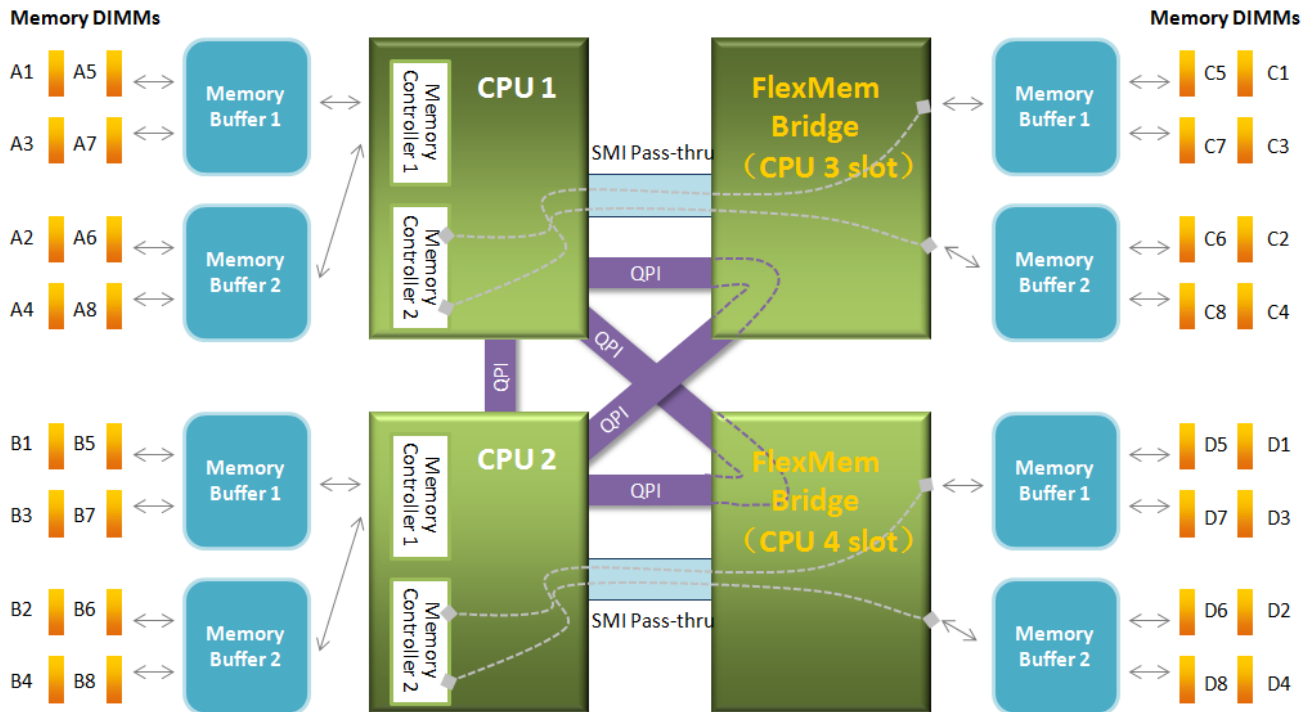 Memory DIMMs
Memory DIMMs
A1 A5
Memory
Buffer 1
A3 A7
A2 A6
Memory
Buffer 2
A4 A8
Memory
Controller 1
CPU 1
Memory
Controller 2
SMI Pass-thru
FlexMem
Bridge
（CPU 3 slot）
Memory
Buffer 1
C5 C1
C7 C3
Memory
Buffer 2
C6 C2
C8 C4
QPI
QPI
QPI
QPI
B1 B5
Memory
Buffer 1
B3 B7
B2 B6
Memory
Buffer 2
B4 B8
Memory
Controller 1
CPU 2
Memory
Controller 2
QPI
SMI Pass-thru
FlexMem
Bridge
（CPU 4 slot）
Memory
Buffer 1
D5 D1
D7 D3
Memory
Buffer 2
D6 D2
D8 D4